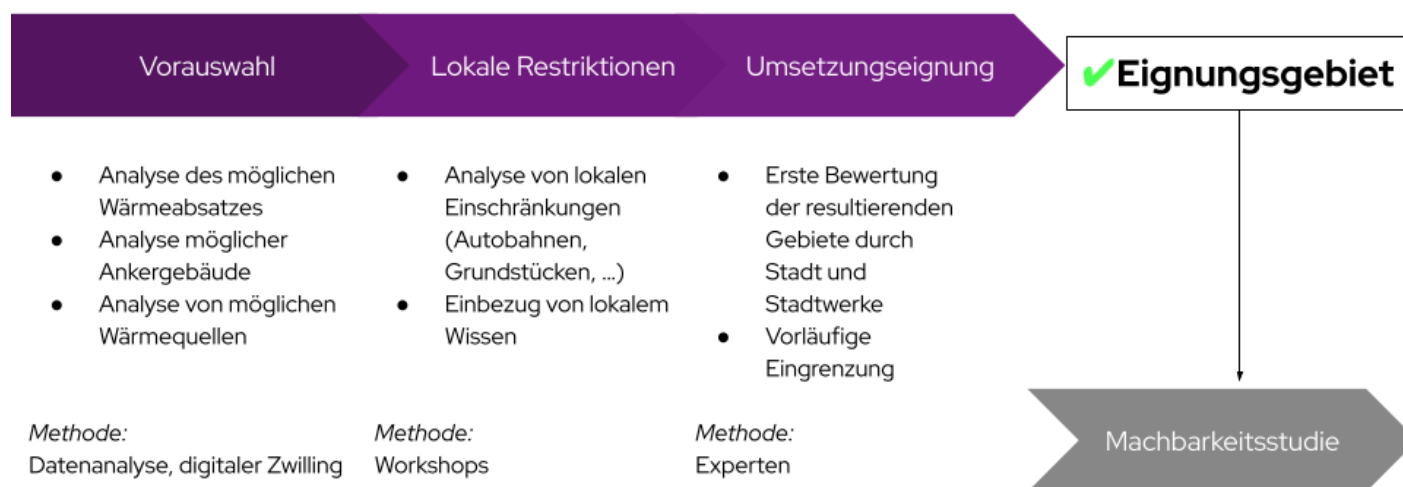 Vorauswahl
Lokale Restriktionen
Umsetzungseignung
✔Eignungsgebiet
● Analyse des möglichen
Wärmeabsatzes
● Analyse möglicher
Ankergebäude
● Analyse von möglichen
Wärmequellen
● Analyse von lokalen
Einschränkungen
(Autobahnen,
Grundstücken, ...)
● Einbezug von lokalem
Wissen
● Erste Bewertung
der resultierenden
Gebiete durch
Stadt und
Stadtwerke
● Vorläufige
Eingrenzung
Methode:
Datenanalyse, digitaler Zwilling
Methode:
Workshops
Methode:
Experten
Machbarkeitsstudie